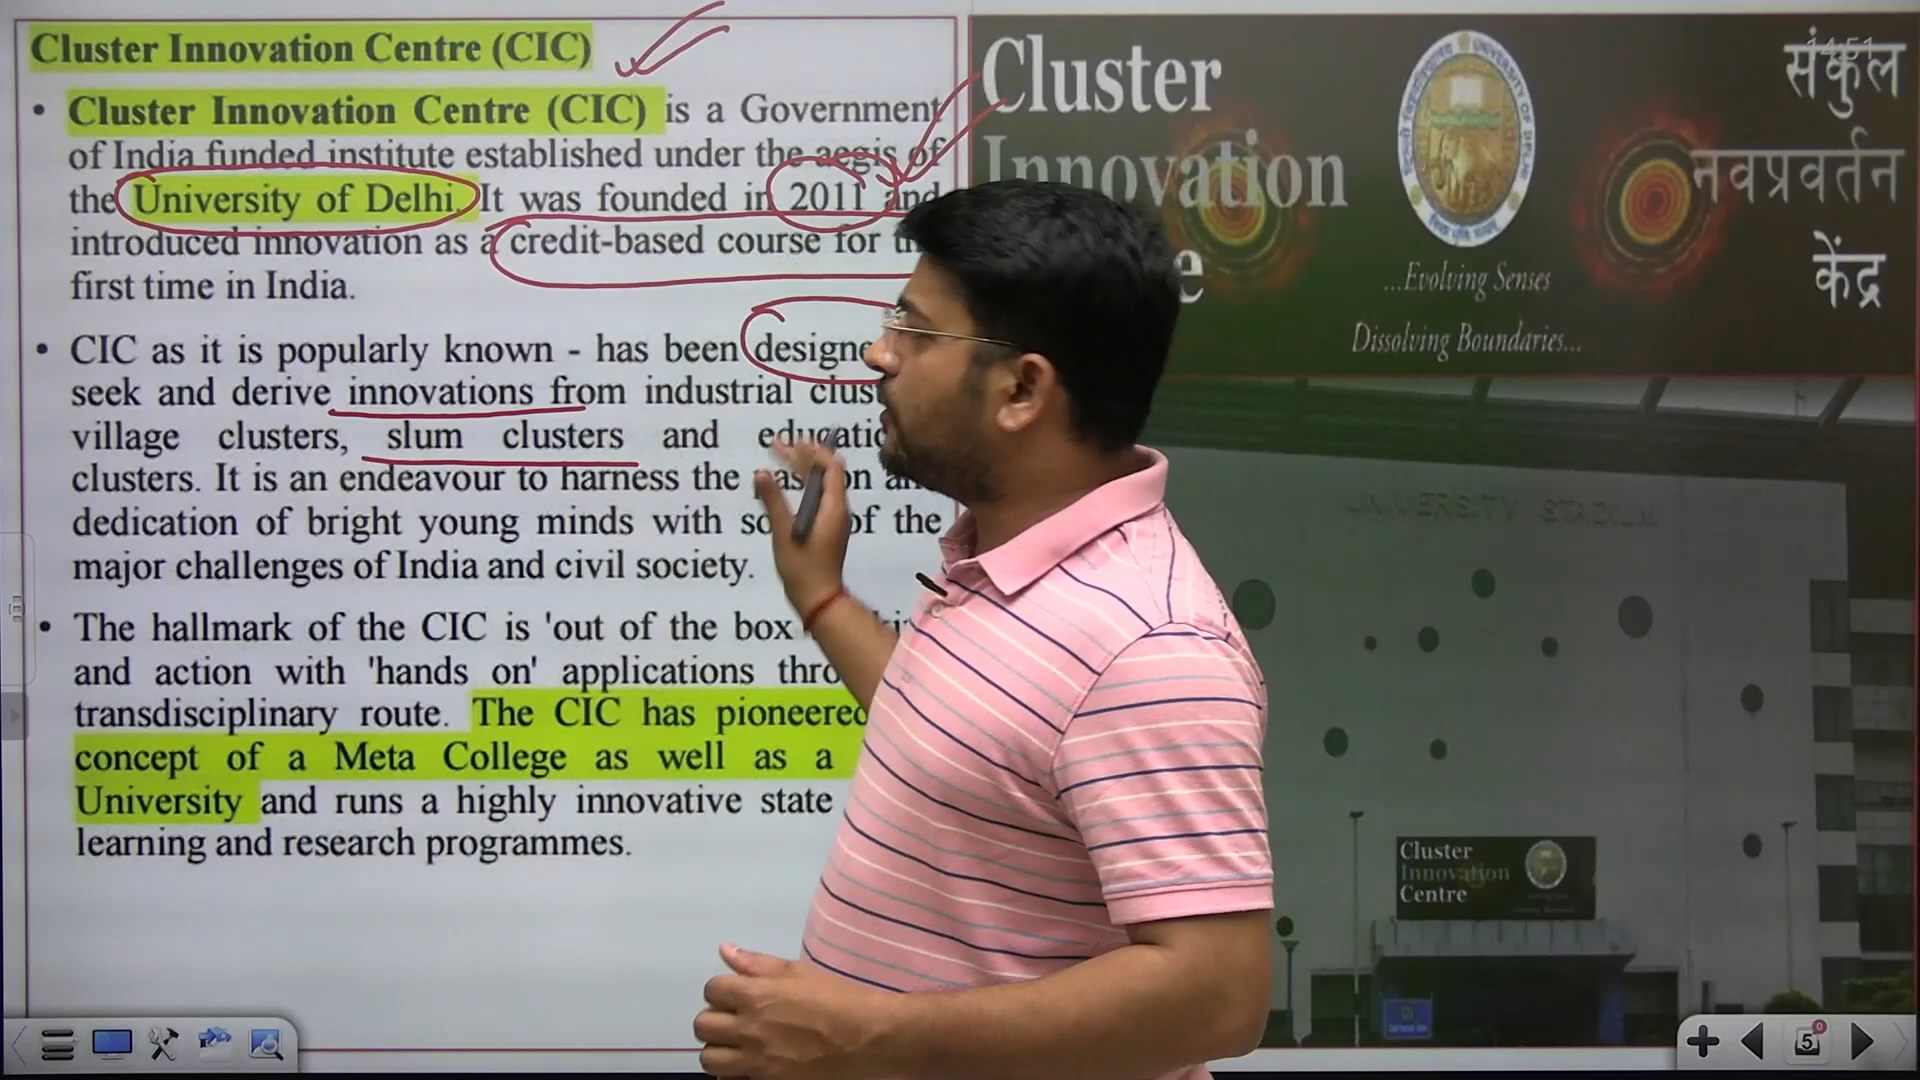 Cluster Innovation Centre (CIC)
• Cluster Innovation Centre (CIC) is a Government
of India funded institute established under the aegis of
the University of Delhi. It was founded in 2011 and
introduced innovation as a credit-based course for
first time in India.
• CIC as it is popularly known - has been
seek and derive innovations from industrial
village clusters, slum clusters and
clusters. It is an endeavour to harness the
dedication of bright young minds with of the
major challenges of India and civil society.
• The hallmark of the CIC is 'out of the box
and action with 'hands on' applications
transdisciplinary route. The CIC has pioneered
concept of a Meta College as well as a
University and runs a highly innovative state
learning and research programmes.
Cluster
Innovation
संकुल
नवप्रवर्तन
केंद्र
...Evolving Senses
Dissolving Boundaries...
UNIVERSITY STADIUM
Cluster
Innovation
Centre
14:51
5
0